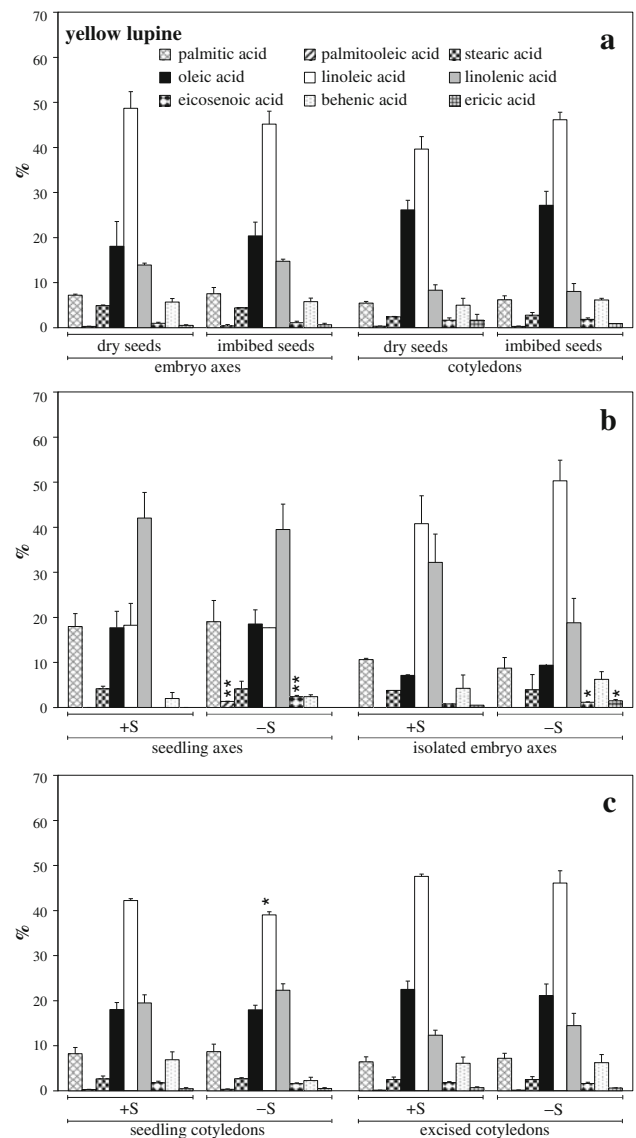 yellow lupine
a
palmitic acid palmitooleic acid stearic acid
oleic acid linoleic acid linolenic acid
eicosenoic acid behenic acid ericic acid
70
60
50
40
30
20
10
0
%
dry seeds imbibed seeds dry seeds imbibed seeds
embryo axes cotyledons
b
70
60
50
40
30
20
10
0
%
** ** * *
+S −S +S −S
seedling axes isolated embryo axes
c
70
60
50
40
30
20
10
0
%
*
+S −S +S −S
seedling cotyledons excised cotyledons